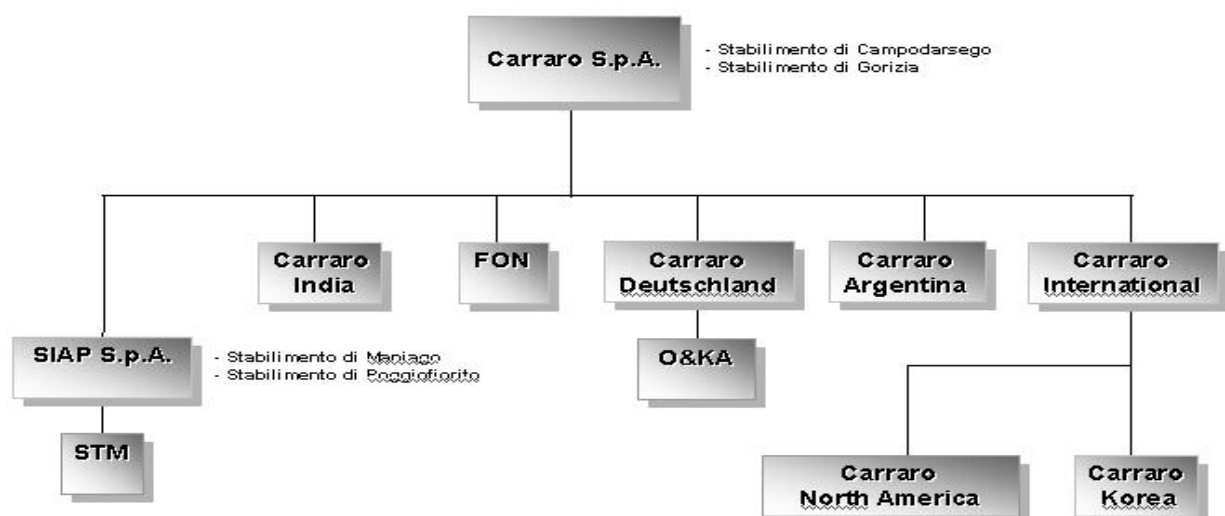 Carraro S.p.A.
- Stabilimento di Campodarsego
- Stabilimento di Gorizia
Carraro
India
FON
Carraro
Deutschland
Carraro
Argentina
Carraro
International
SIAP S.p.A.
- Stabilimento di Maniago
- Stabilimento di Poggiofiorito
O&KA
STM
Carraro
North America
Carraro
Korea